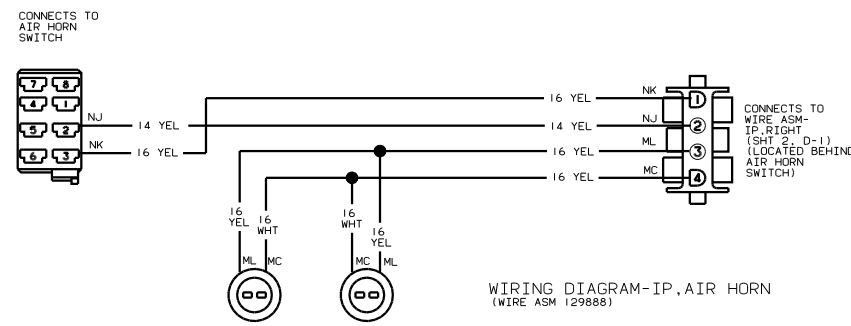 CONNECTS TO
AIR HORN
SWITCH
7 8
4 1
5 2
6 3
NJ
14 YEL
NK
16 YEL
16 YEL
NK
14 YEL
NJ
16 YEL
ML
16 YEL
MC
1
2
3
4
CONNECTS TO
WIRE ASM-
IP,RIGHT
(SHT 2, D-1)
(LOCATED BEHIND
AIR HORN
SWITCH)
16
YEL
16
WHT
16
WHT
16
YEL
ML
MC
MC
ML
WIRING DIAGRAM-IP,AIR HORN
(WIRE ASM 129888)